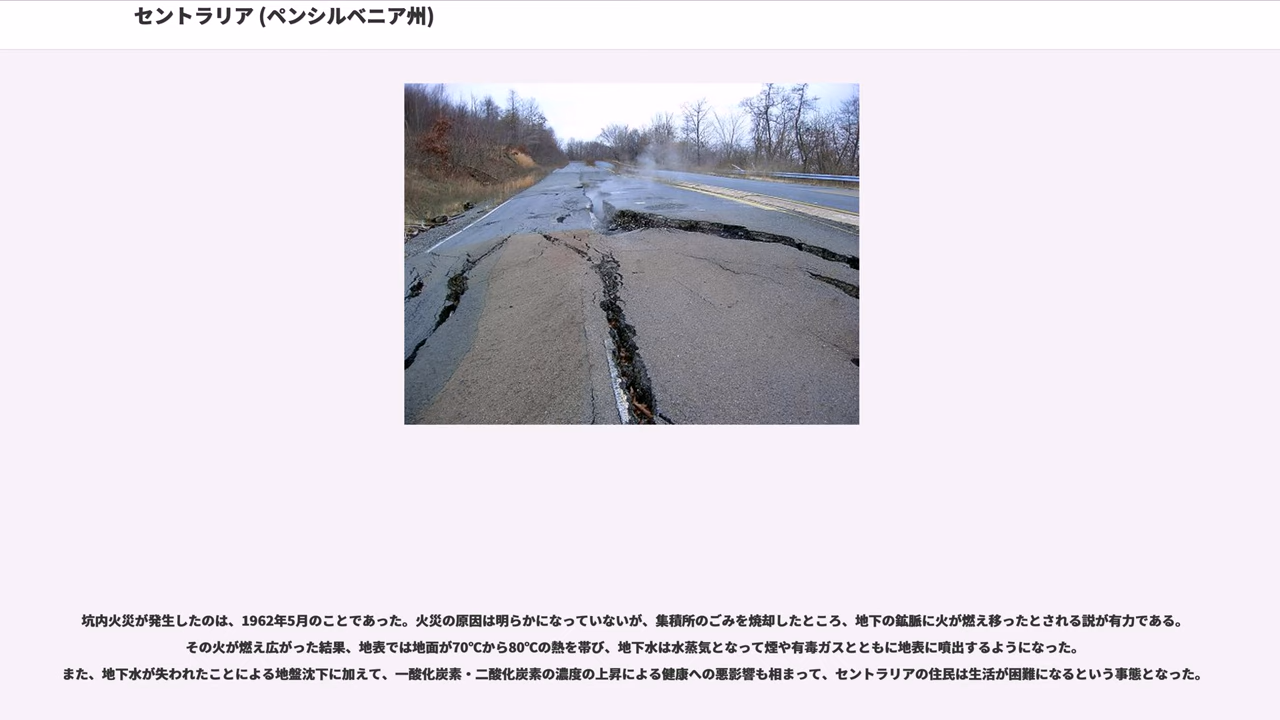 セントラリア (ペンシルベニア州)
坑内火災が発生したのは、1962年5月のことであった。火災の原因は明らかになっていないが、集積所のごみを焼却したところ、地下の鉱脈に火が燃え移ったとされる説が有力である。
その火が燃え広がった結果、地表では地面が70℃から80℃の熱を帯び、地下水は水蒸気となって煙や有毒ガスとともに地表に噴出するようになった。
また、地下水が失われたことによる地盤沈下に加えて、一酸化炭素・二酸化炭素の濃度の上昇による健康への悪影響も相まって、セントラリアの住民は生活が困難になるという事態となった。